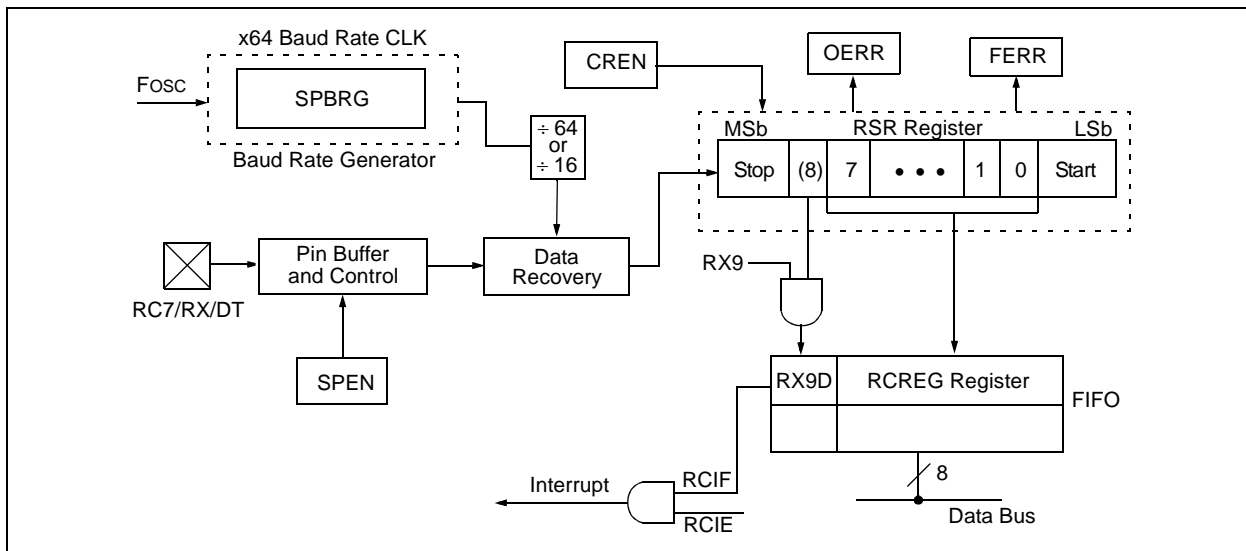 x64 Baud Rate CLK
FOSC
SPBRG
Baud Rate Generator
÷ 64
or
÷ 16
CREN
OERR
FERR
MSb
RSR Register
LSb
Stop
(8)
7
• • •
1
0
Start
RC7/RX/DT
Pin Buffer
and Control
SPEN
Data
Recovery
RX9
RX9D
RCREG Register
FIFO
8
Data Bus
Interrupt
RCIF
RCIE